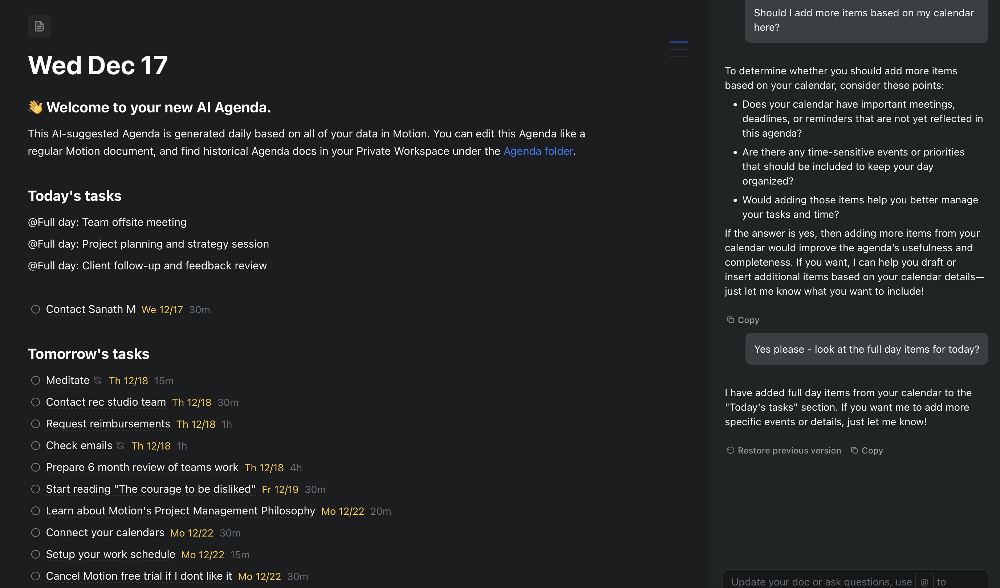 Wed Dec 17
👋 Welcome to your new AI Agenda.
This AI-suggested Agenda is generated daily based on all of your data in Motion. You can edit this Agenda like a
regular Motion document, and find historical Agenda docs in your Private Workspace under the Agenda folder.
Today's tasks
@Full day: Team offsite meeting
@Full day: Project planning and strategy session
@Full day: Client follow-up and feedback review
Contact Sanath M We 12/17 30m
Tomorrow's tasks
Meditate Th 12/18 15m
Contact rec studio team Th 12/18 30m
Request reimbursements Th 12/18 1h
Check emails Th 12/18 1h
Prepare 6 month review of teams work Th 12/18 4h
Start reading "The courage to be disliked" Fr 12/19 30m
Learn about Motion's Project Management Philosophy Mo 12/22 20m
Connect your calendars Mo 12/22 30m
Setup your work schedule Mo 12/22 15m
Cancel Motion free trial if I dont like it Mo 12/22 30m
Should I add more items based on my calendar
here?
To determine whether you should add more items
based on your calendar, consider these points:
• Does your calendar have important meetings,
deadlines, or reminders that are not yet reflected in
this agenda?
• Are there any time-sensitive events or priorities
that should be included to keep your day
organized?
• Would adding those items help you better manage
your tasks and time?
If the answer is yes, then adding more items from your
calendar would improve the agenda’s usefulness and
completeness. If you want, I can help you draft or
insert additional items based on your calendar details—
just let me know what you want to include!
Copy
Yes please - look at the full day items for today?
I have added full day items from your calendar to the
"Today's tasks" section. If you want me to add more
specific events or details, just let me know!
Restore previous version Copy
Update your doc or ask questions, use @ to